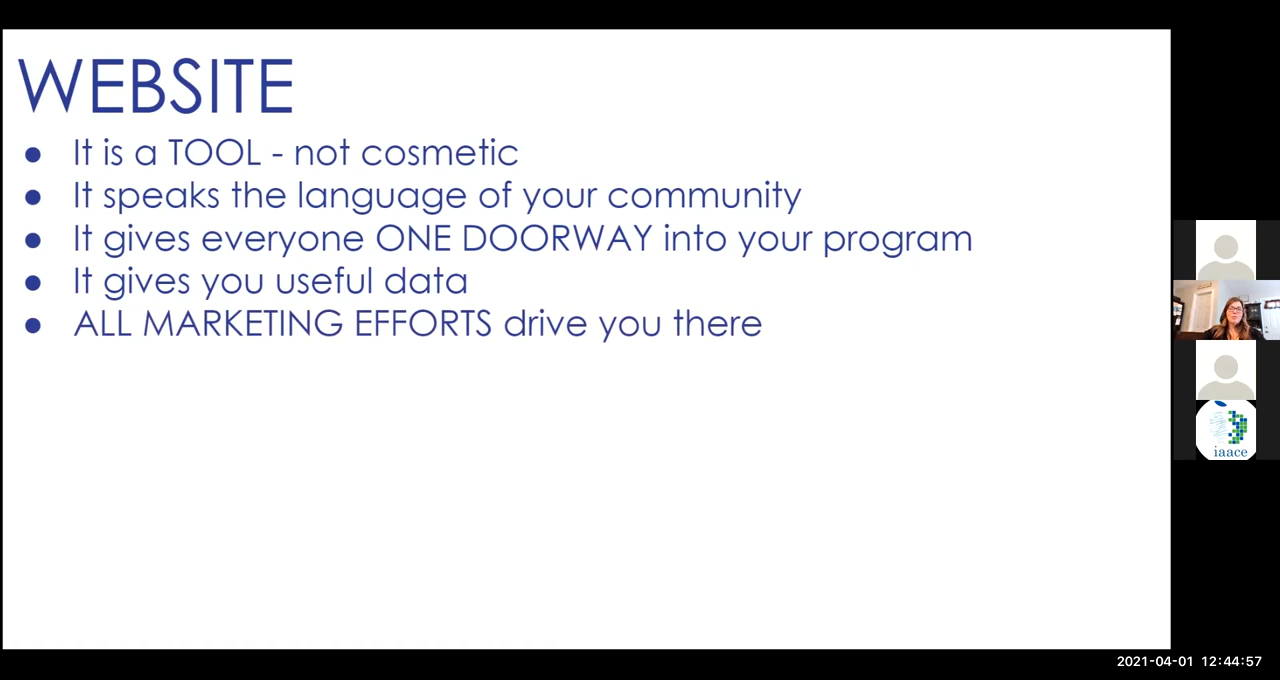 WEBSITE
● It is a TOOL - not cosmetic
● It speaks the language of your community
● It gives everyone ONE DOORWAY into your program
● It gives you useful data
● ALL MARKETING EFFORTS drive you there
iaace
2021-04-01 12:44:57